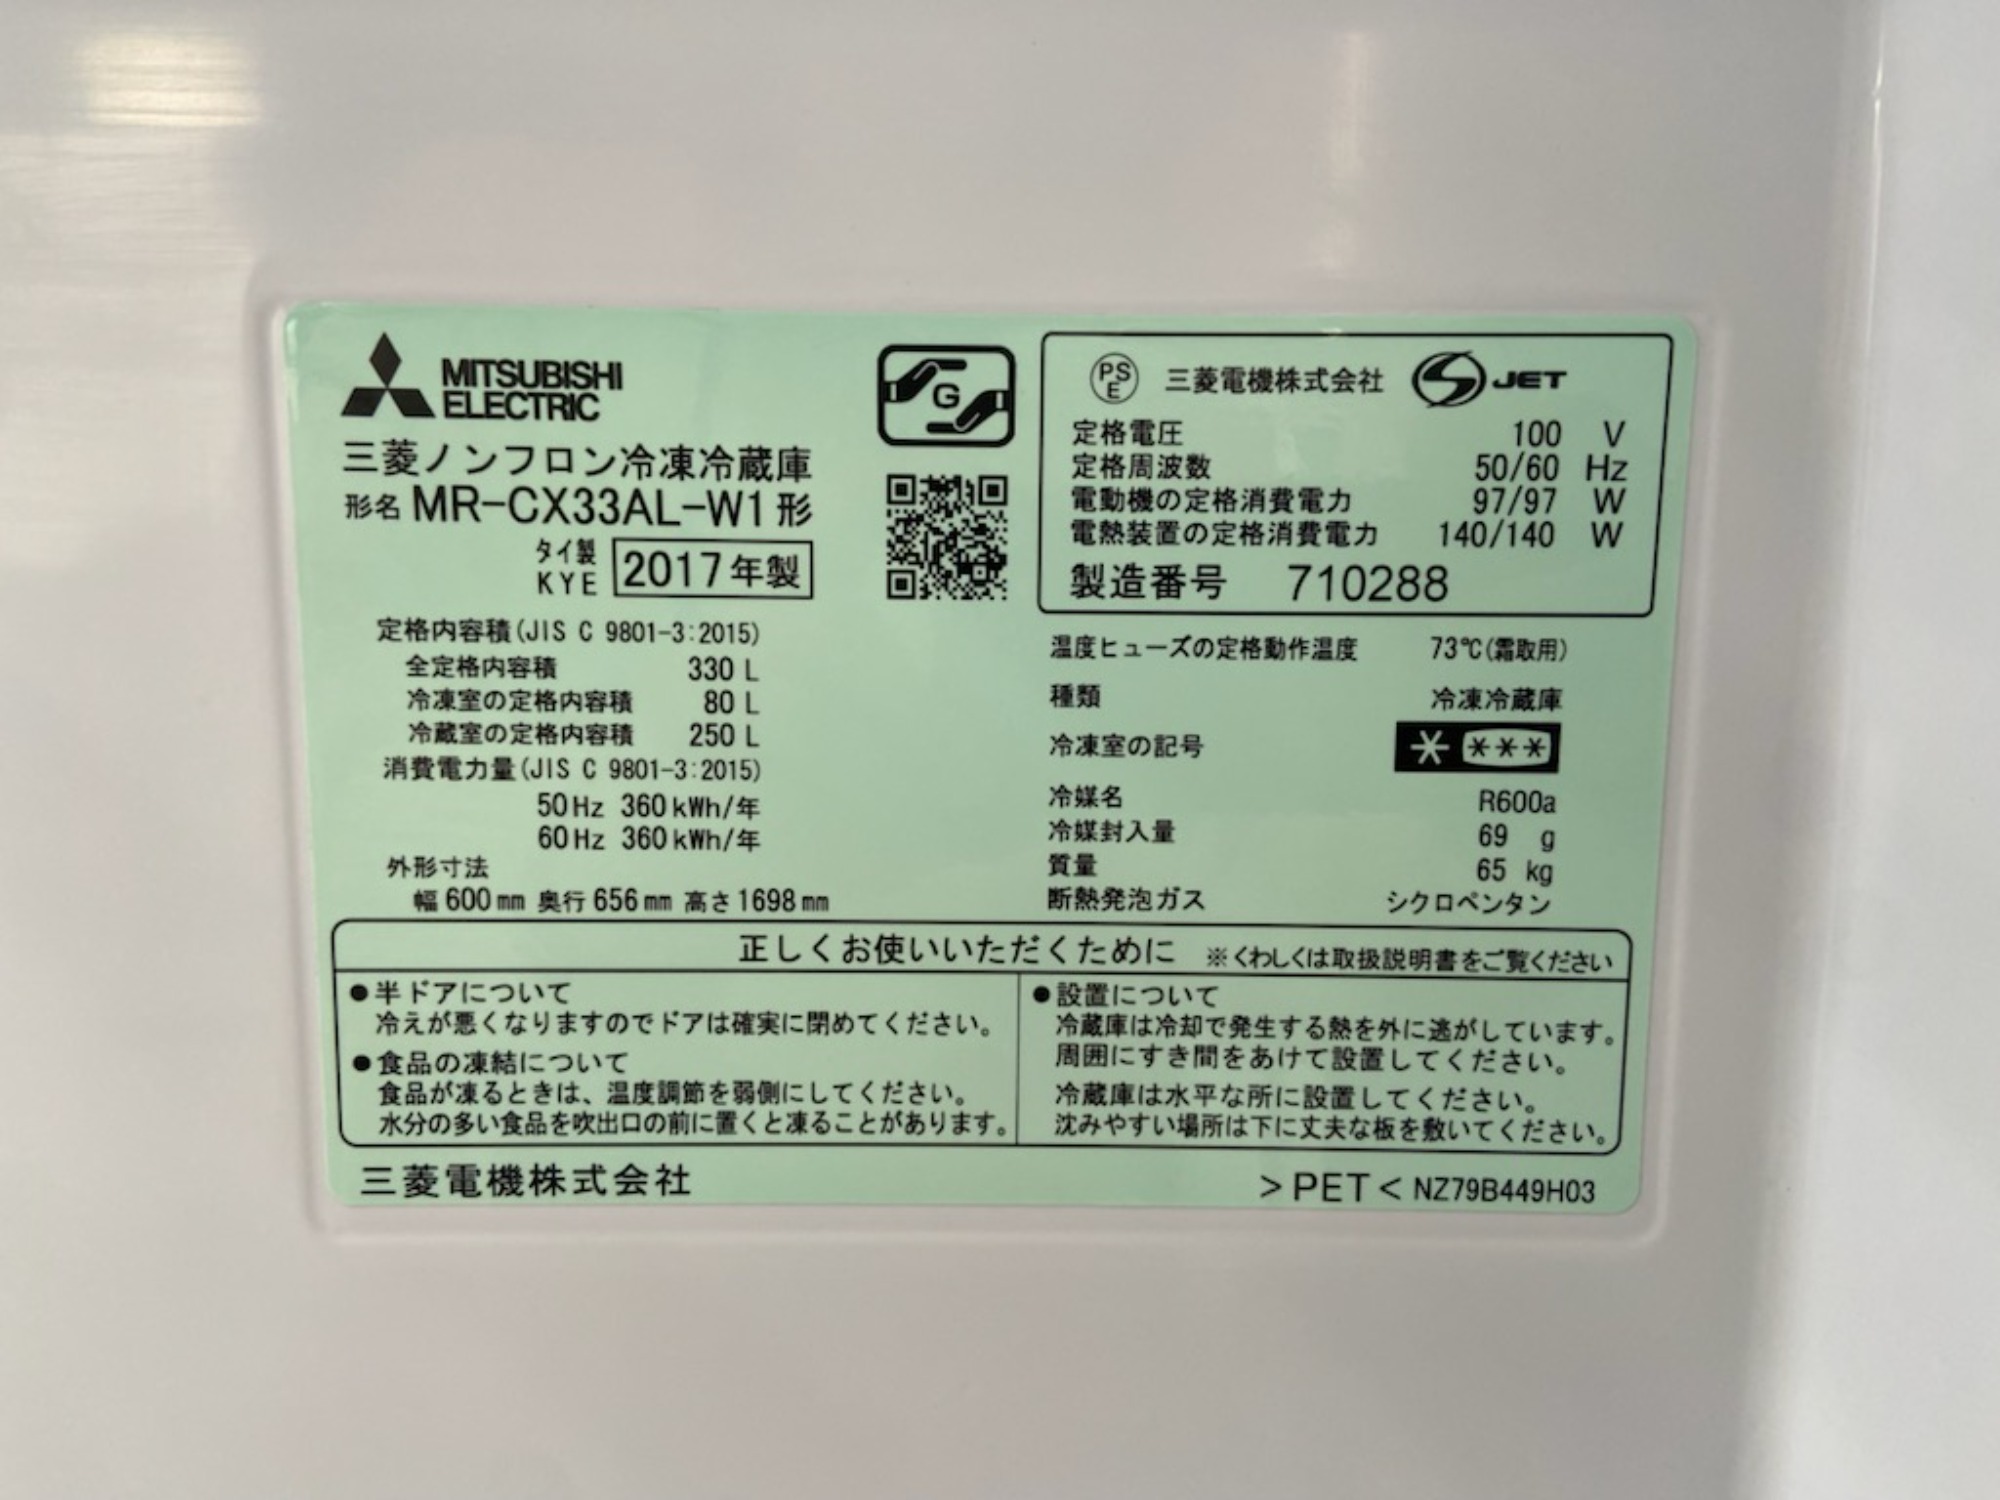 MITSUBISHI
ELECTRIC
三菱ノンフロン冷凍冷蔵庫
形名 MR-CX33AL-W1形
タイ製
KYE
2017年製
定格内容積(JIS C 9801-3:2015)
全定格内容積 330 L
冷凍室の定格内容積 80 L
冷蔵室の定格内容積 250 L
消費電力量(JIS C 9801-3:2015)
50Hz 360kWh/年
60Hz 360kWh/年
外形寸法
幅600mm 奥行656mm 高さ1698mm
G
PS
E
三菱電機株式会社
JET
定格電圧 100 V
定格周波数 50/60 Hz
電動機の定格消費電力 97/97 W
電熱装置の定格消費電力 140/140 W
製造番号 710288
温度ヒューズの定格動作温度 73℃(霜取用)
種類 冷凍冷蔵庫
冷凍室の記号 * ***
冷媒名 R600a
冷媒封入量 69 g
質量 65 kg
断熱発泡ガス シクロペンタン
正しくお使いいただくために ※くわしくは取扱説明書をご覧ください
●半ドアについて
冷えが悪くなりますのでドアは確実に閉めてください。
●食品の凍結について
食品が凍るときは、温度調節を弱側にしてください。
水分の多い食品を吹出口の前に置くと凍ることがあります。
●設置について
冷蔵庫は冷却で発生する熱を外に逃がしています。
周囲にすき間をあけて設置してください。
冷蔵庫は水平な所に設置してください。
沈みやすい場所は下に丈夫な板を敷いてください。
三菱電機株式会社
>PET< NZ79B449H03